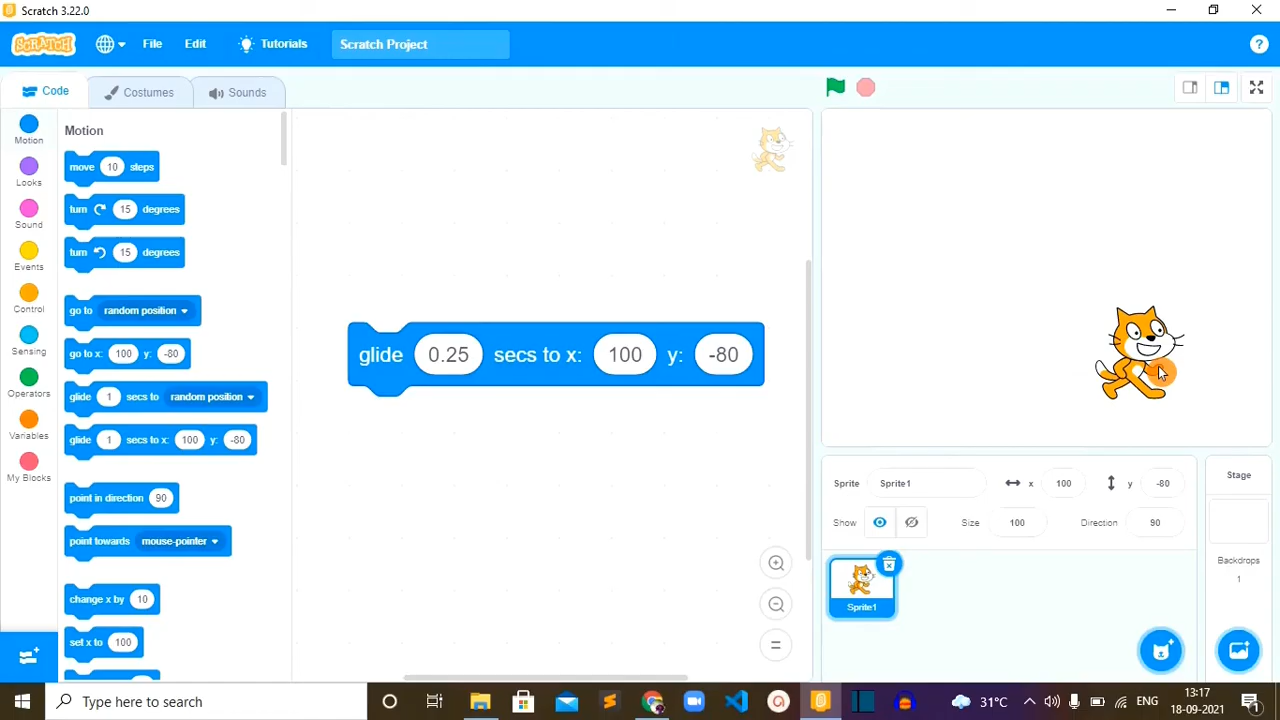 Scratch 3.22.0
SCRATCH
File
Edit
Tutorials
Scratch Project
?
Code
Costumes
Sounds
Motion
Looks
Sound
Events
Control
Sensing
Operators
Variables
My Blocks
Motion
move 10 steps
turn 15 degrees
turn 15 degrees
go to random position
go to x: 100 y: -80
glide 1 secs to random position
glide 1 secs to x: 100 y: -80
point in direction 90
point towards mouse-pointer
change x by 10
set x to 100
glide 0.25 secs to x: 100 y: -80
Sprite Sprite1 x 100 y -80
Show Size 100 Direction 90
Sprite1
Stage
Backdrops
1
Type here to search
31°C
ENG
13:17
18-09-2021
1